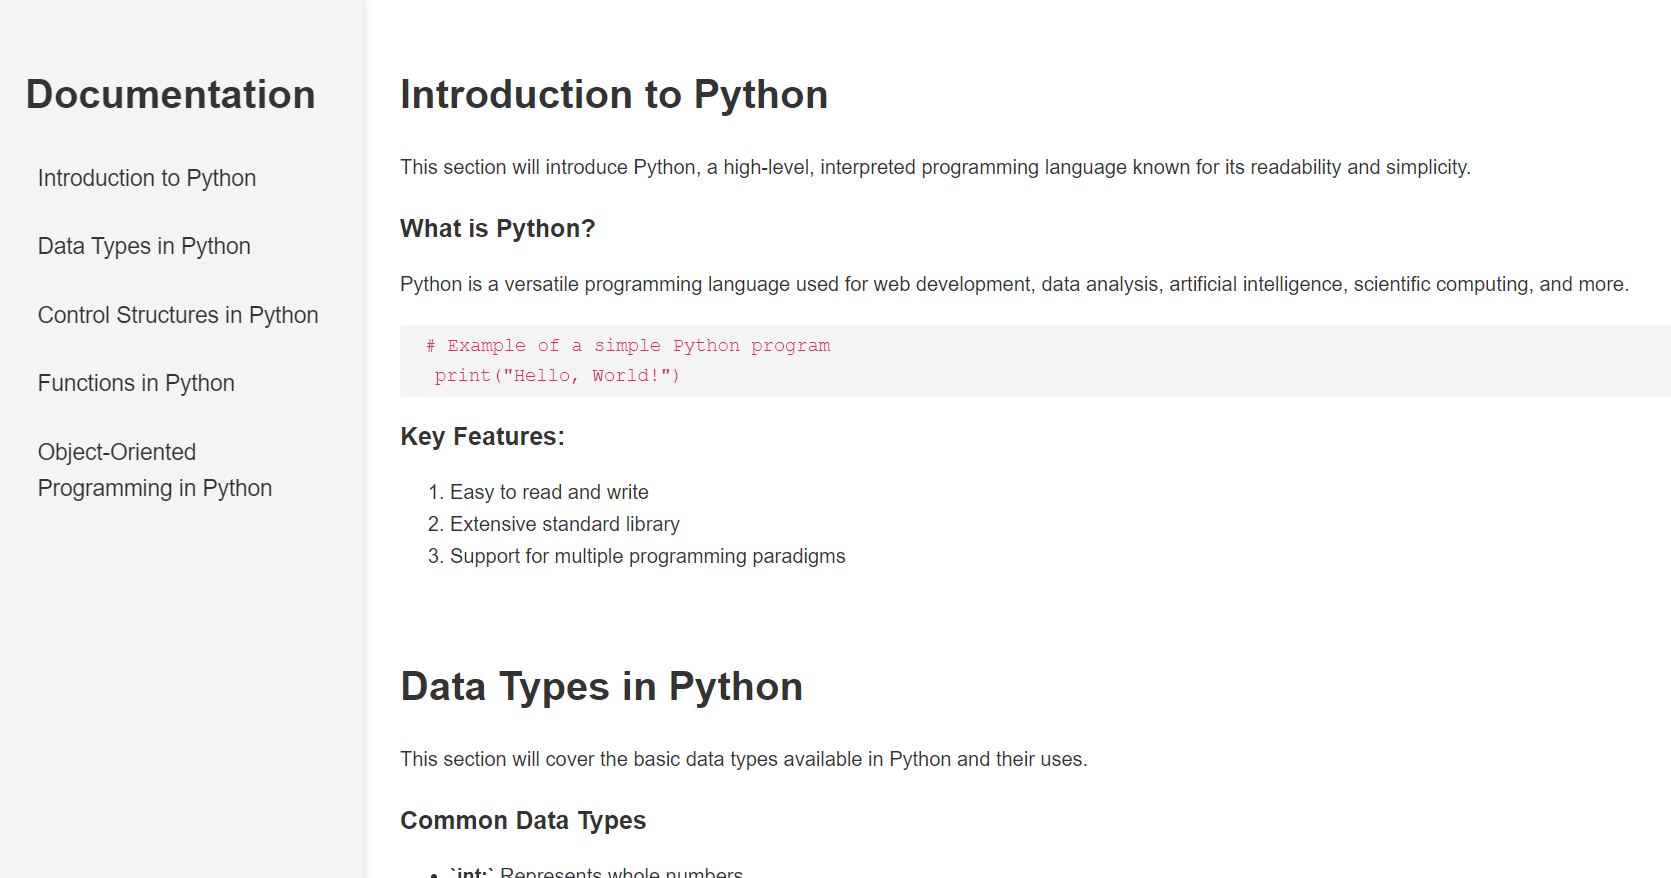 Documentation
Introduction to Python
Data Types in Python
Control Structures in Python
Functions in Python
Object-Oriented
Programming in Python
Introduction to Python
This section will introduce Python, a high-level, interpreted programming language known for its readability and simplicity.
What is Python?
Python is a versatile programming language used for web development, data analysis, artificial intelligence, scientific computing, and more.
# Example of a simple Python program
print("Hello, World!")
Key Features:
1. Easy to read and write
2. Extensive standard library
3. Support for multiple programming paradigms
Data Types in Python
This section will cover the basic data types available in Python and their uses.
Common Data Types
• `int:` Represents whole numbers